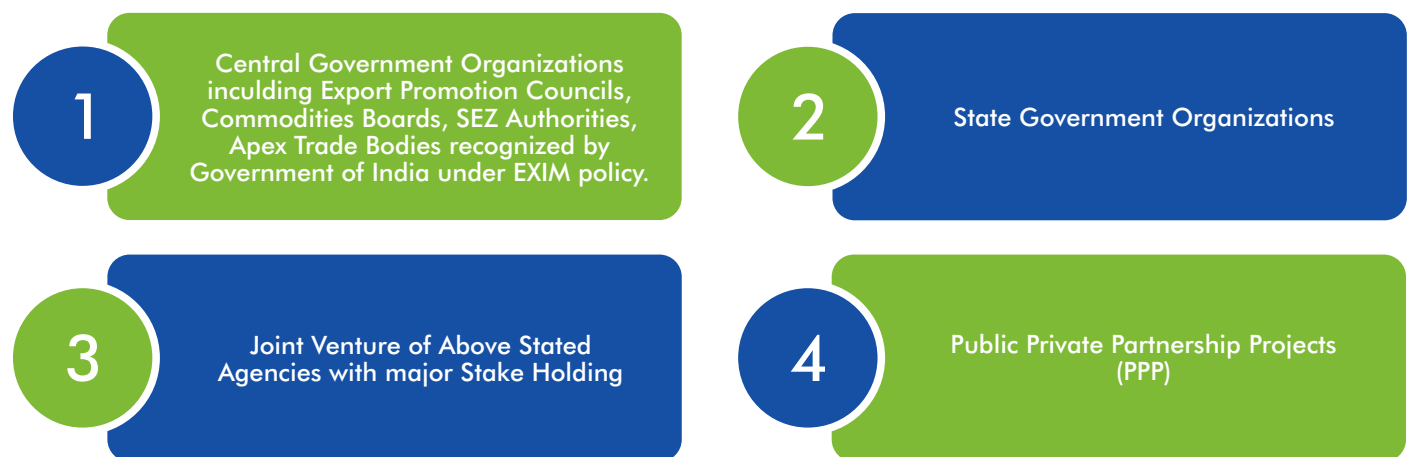 1
Central Government Organizations
inculding Export Promotion Councils,
Commodities Boards, SEZ Authorities,
Apex Trade Bodies recognized by
Government of India under EXIM policy.
2
State Government Organizations
3
Joint Venture of Above Stated
Agencies with major Stake Holding
4
Public Private Partnership Projects
(PPP)